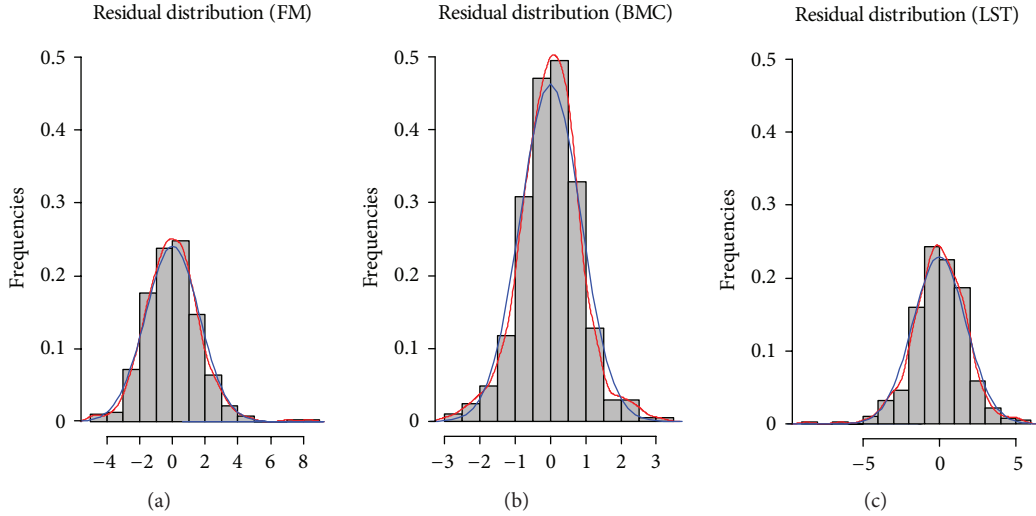 Residual distribution (FM)
0.5
0.4
0.3
0.2
0.1
0
Frequencies
−4 −2 0 2 4 6 8
(a)
Residual distribution (BMC)
0.5
0.4
0.3
0.2
0.1
0
Frequencies
−3 −2 −1 0 1 2 3
(b)
Residual distribution (LST)
0.5
0.4
0.3
0.2
0.1
0
Frequencies
−5 0 5
(c)